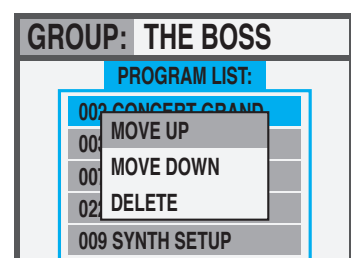 GROUP: THE BOSS
PROGRAM LIST:
002 CONCERT GRAND
MOVE UP
MOVE DOWN
DELETE
009 SYNTH SETUP